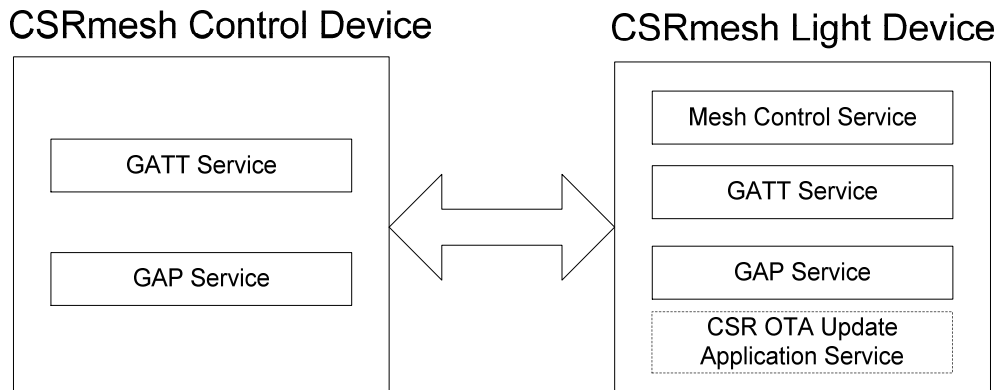 CSRmesh Control Device
GATT Service
GAP Service
CSRmesh Light Device
Mesh Control Service
GATT Service
GAP Service
CSR OTA Update
Application Service